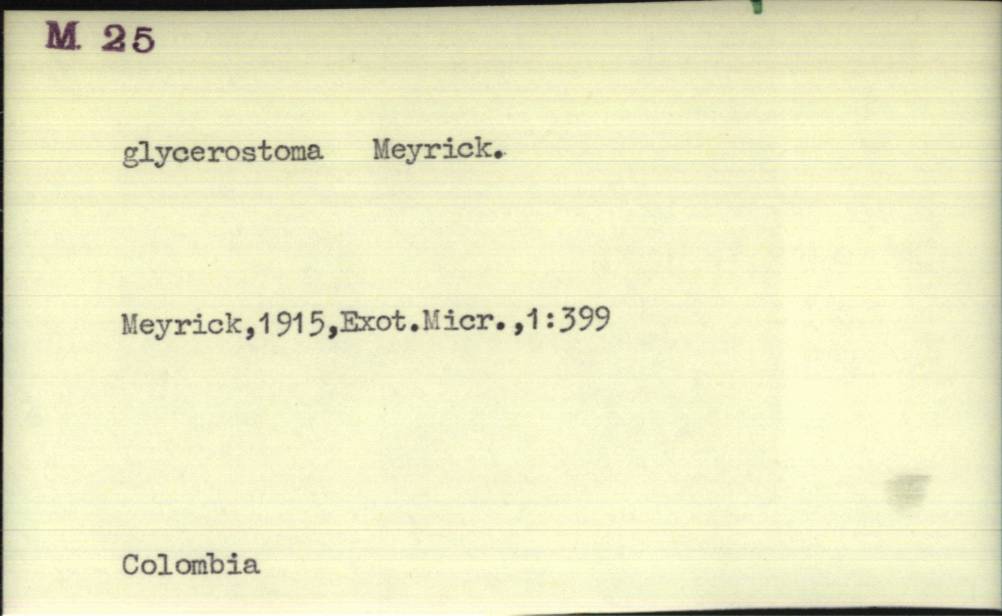 M. 25
glycerostoma Meyrick.
Meyrick,1915,Exot.Micr.,1:399
Colombia